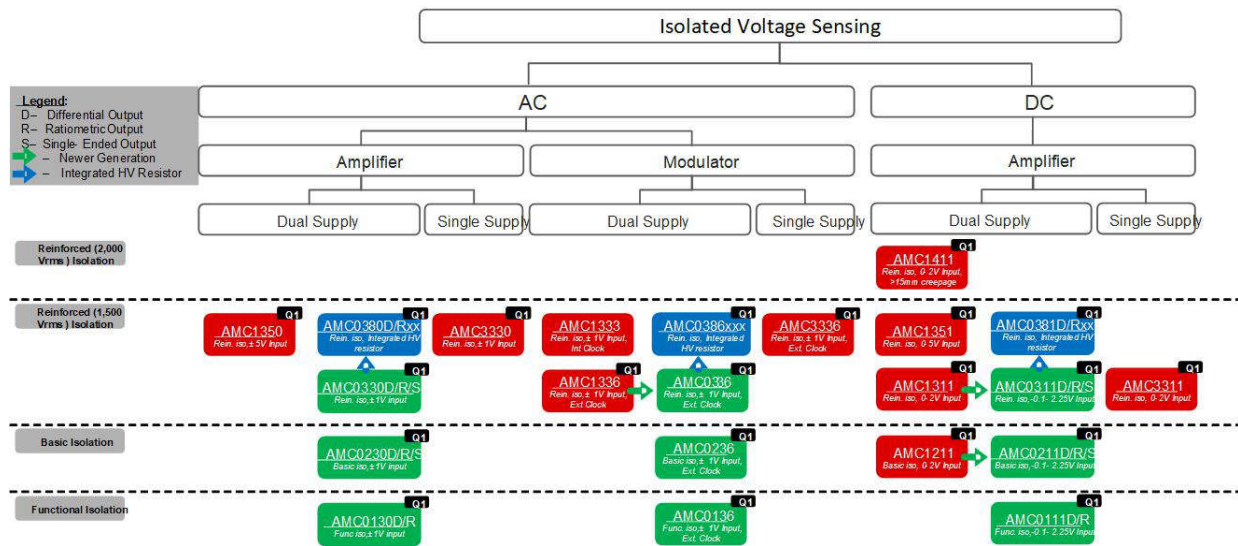 Isolated Voltage Sensing
Legend:
D– Differential Output
R– Ratiometric Output
S– Single- Ended Output
– Newer Generation
– Integrated HV Resistor
AC
DC
Amplifier
Modulator
Amplifier
Dual Supply
Single Supply
Dual Supply
Single Supply
Dual Supply
Single Supply
Reinforced (2,000
Vrms ) Isolation
Q1
AMC1411
Rein. iso, 0-2V Input,
>15mm creepage
Reinforced (1,500
Vrms ) Isolation
Q1
AMC1350
Rein. iso,± 5V Input
Q1
AMC0380D/Rxx
Rein. iso, Integrated HV
resistor
Q1
AMC3330
Rein. iso,± 1V Input
Q1
AMC1333
Rein. iso,± 1V Input,
Int Clock
Q1
AMC0386xxx
Rein. iso, Integrated
HV resistor
Q1
AMC3336
Rein. iso,± 1V Input,
Ext. Clock
Q1
AMC1351
Rein. iso, 0-5V Input
Q1
AMC0381D/Rxx
Rein. iso, Integrated HV
resistor
Q1
AMC0330D/R/S
Rein. iso,±1V input
Q1
AMC1336
Rein. iso,± 1V Input,
Ext Clock
Q1
AMC0336
Rein. iso,± 1V Input,
Ext. Clock
Q1
AMC1311
Rein. iso, 0-2V Input
Q1
AMC0311D/R/S
Rein. iso,-0.1- 2.25V Input
Q1
AMC3311
Rein. iso, 0-2V Input
Basic Isolation
Q1
AMC0230D/R/S
Basic iso,±1V input
Q1
AMC0236
Basic iso,± 1V Input,
Ext. Clock
Q1
AMC1211
Basic iso, 0-2V Input
Q1
AMC0211D/R/S
Basic iso,-0.1- 2.25V Input
Functional Isolation
Q1
AMC0130D/R
Func iso,±1V input
Q1
AMC0136
Func. iso,± 1V Input,
Ext. Clock
Q1
AMC0111D/R
Func. iso,-0.1- 2.25V Input